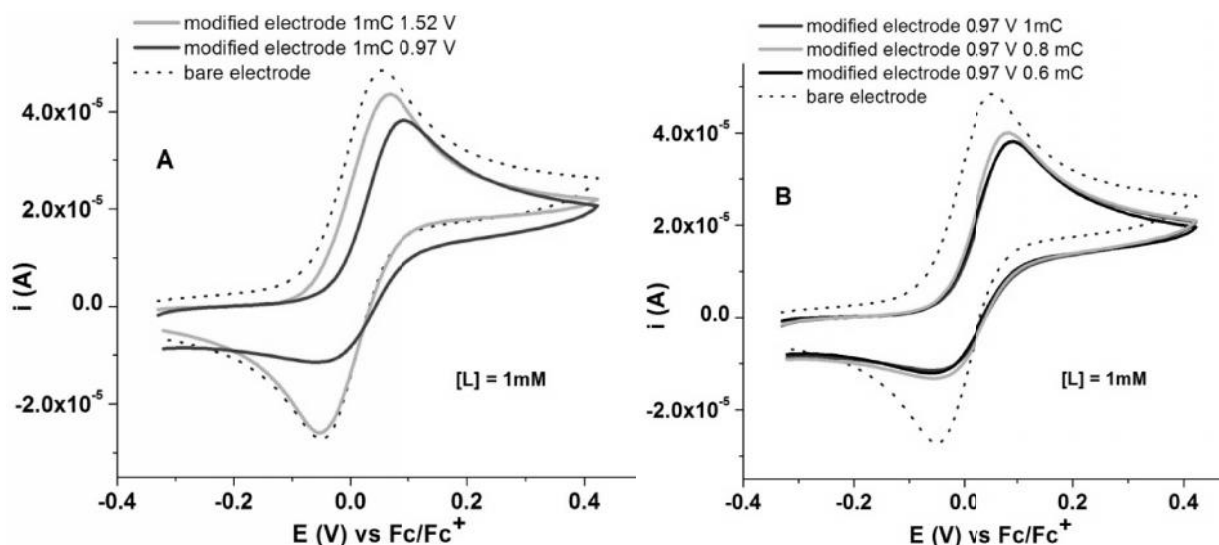 modified electrode 1mC 1.52 V
modified electrode 1mC 0.97 V
bare electrode
4.0x10⁻⁵
2.0x10⁻⁵
0.0
-2.0x10⁻⁵
i (A)
A
[L] = 1mM
-0.4 -0.2 0.0 0.2 0.4
E (V) vs Fc/Fc⁺
modified electrode 0.97 V 1mC
modified electrode 0.97 V 0.8 mC
modified electrode 0.97 V 0.6 mC
bare electrode
4.0x10⁻⁵
2.0x10⁻⁵
0.0
-2.0x10⁻⁵
i (A)
B
[L] = 1mM
-0.4 -0.2 0.0 0.2 0.4
E (V) vs Fc/Fc⁺